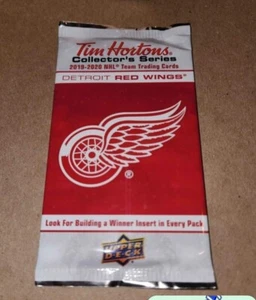 Tim Hortons®
Collector's Series
2019-2020 NHL® Team Trading Cards
DETROIT RED WINGS®
®
Look For Building a Winner Insert in Every Pack
UPPER
DECK